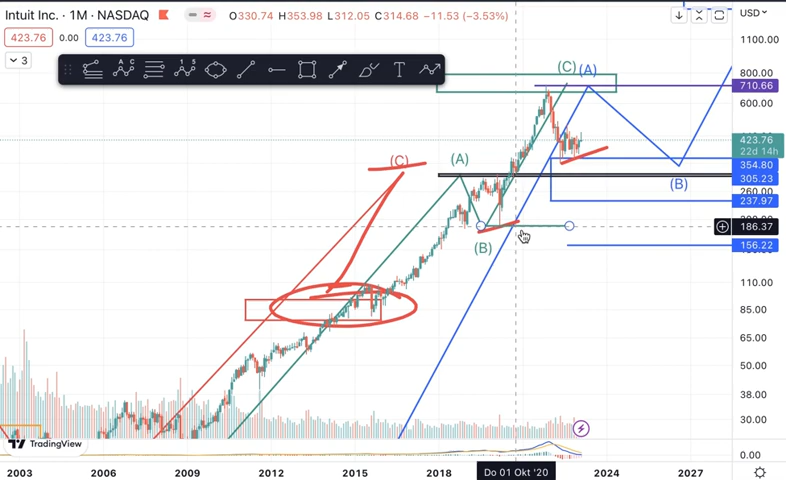 Intuit Inc. · 1M · NASDAQ
O330.74 H353.98 L312.05 C314.68 −11.53 (−3.53%)
USD
423.76 0.00 423.76
3
1100.00
800.00
710.66
600.00
423.76
22d 14h
354.80
305.23
260.00
237.97
186.37
156.22
110.00
85.00
65.00
50.00
38.00
30.00
0.00
(C) (A)
(C) (A)
(B)
(B)
TradingView
2003 2006 2009 2012 2015 2018 Do 01 Okt '20 2024 2027